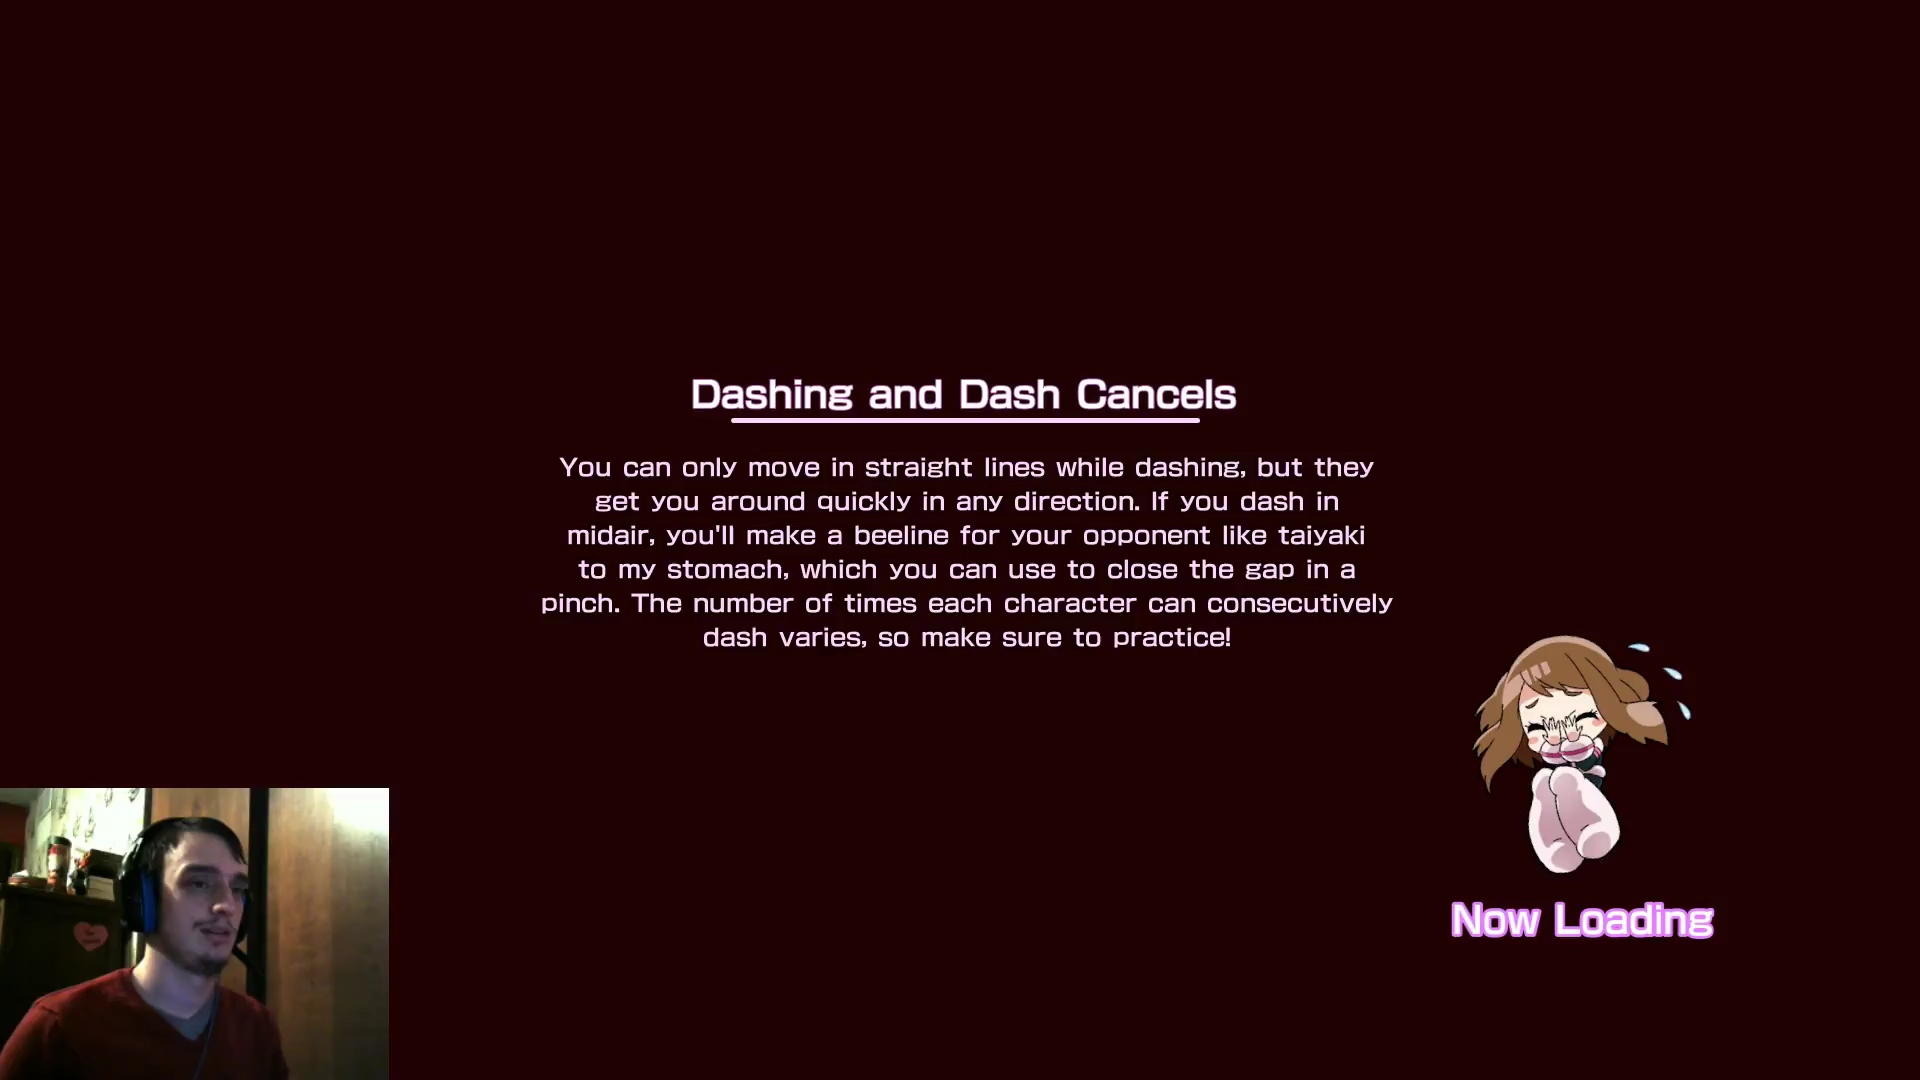 Dashing and Dash Cancels
You can only move in straight lines while dashing, but they
get you around quickly in any direction. If you dash in
midair, you'll make a beeline for your opponent like taiyaki
to my stomach, which you can use to close the gap in a
pinch. The number of times each character can consecutively
dash varies, so make sure to practice!
Now Loading